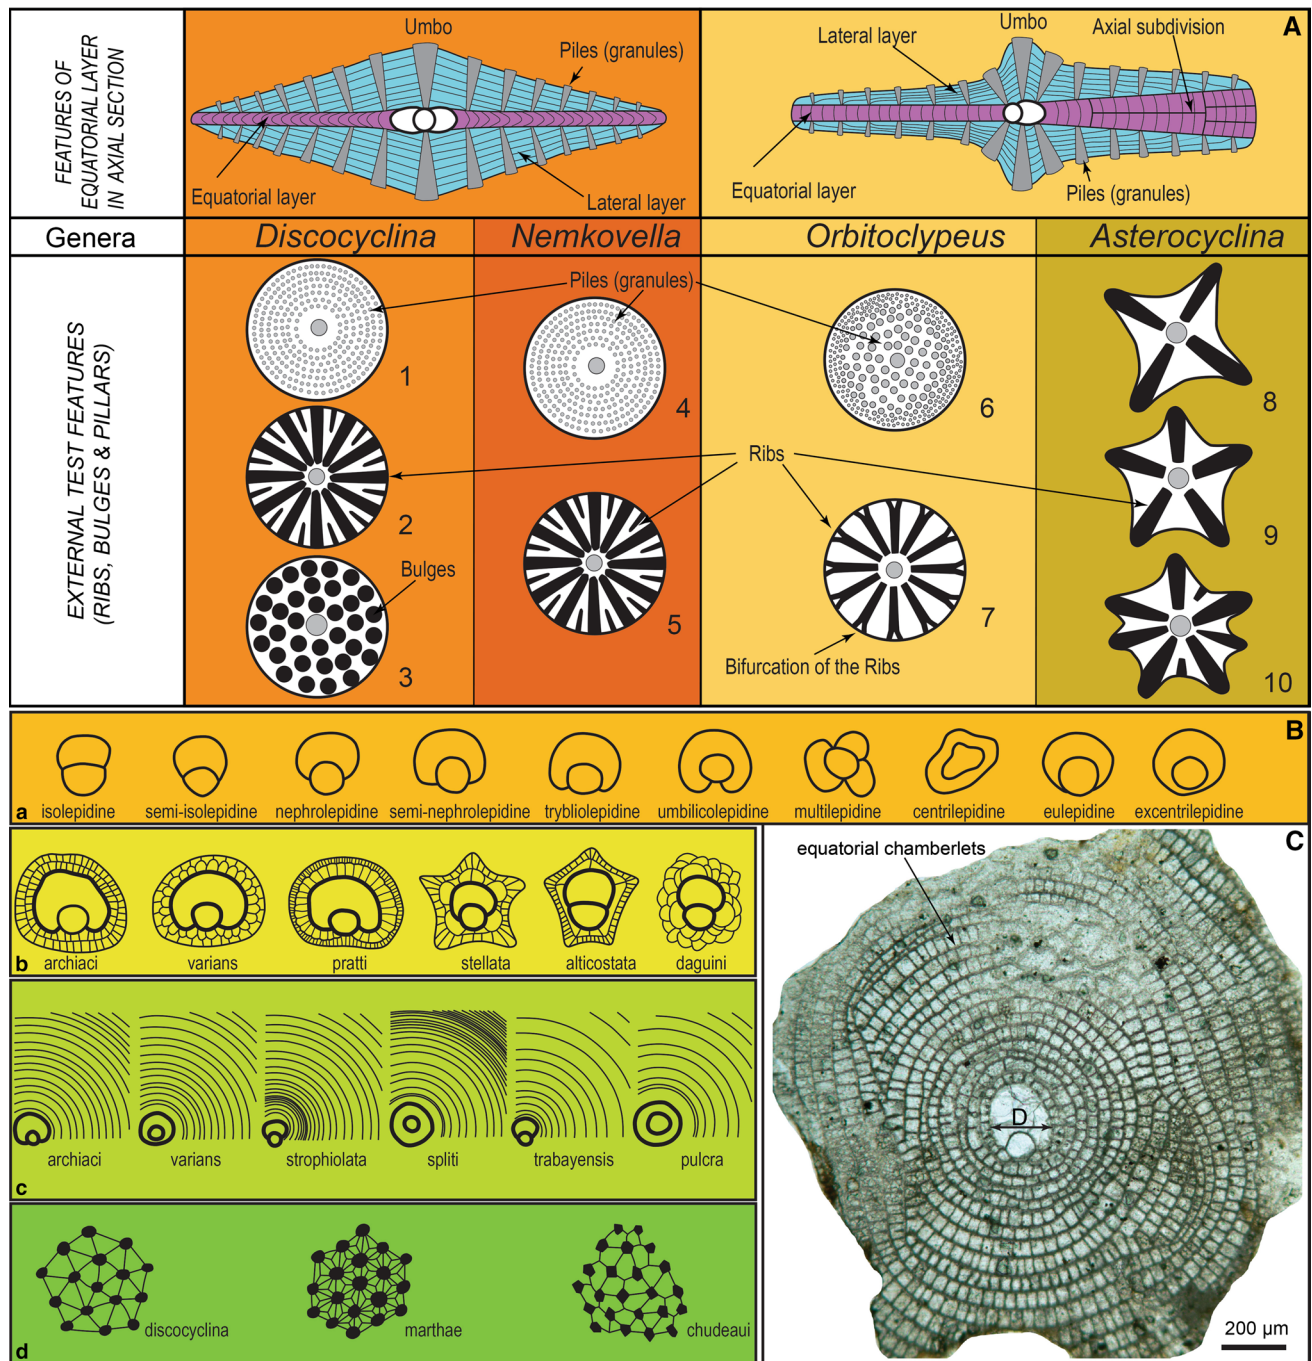 A
FEATURES OF
EQUATORIAL LAYER
IN AXIAL SECTION
Umbo
Piles (granules)
Equatorial layer
Lateral layer
Umbo
Lateral layer
Axial subdivision
Equatorial layer
Piles (granules)
Genera
Discocyclina
Nemkovella
Orbitoclypeus
Asterocyclina
EXTERNAL TEST FEATURES
(RIBS, BULGES & PILLARS)
Piles (granules)
1
4
6
8
Ribs
2
5
7
9
Bulges
3
Bifurcation of the Ribs
10
B
isolepidine
semi-isolepidine
nephrolepidine
semi-nephrolepidine
trybliolepidine
umbilicolepidine
multilepidine
centrilepidine
eulepidine
excentrilepidine
a
archiaci
varians
pratti
stellata
alticostata
daguini
b
archiaci
varians
strophiolata
spliti
trabayensis
pulcra
c
discocyclina
marthae
chudeaui
d
C
equatorial chamberlets
D
200 µm